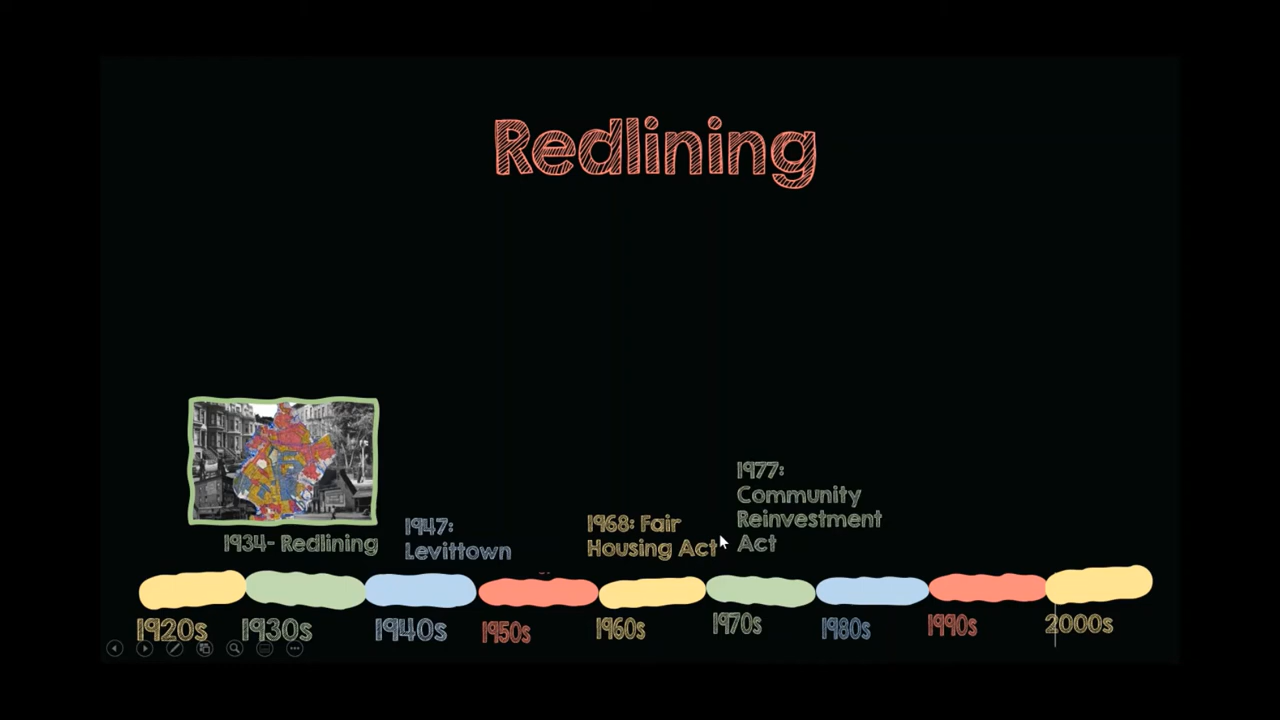 Redlining
1934- Redlining
1947:
Levittown
1968: Fair
Housing Act
1977:
Community
Reinvestment
Act
1920s
1930s
1940s
1950s
1960s
1970s
1980s
1990s
2000s